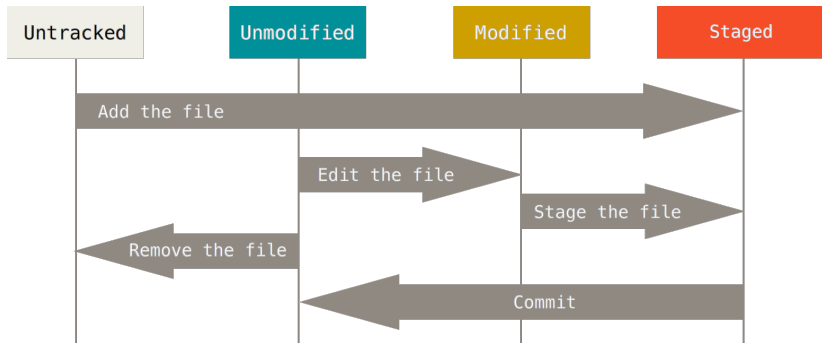 Untracked
Unmodified
Modified
Staged
Add the file
Edit the file
Stage the file
Remove the file
Commit